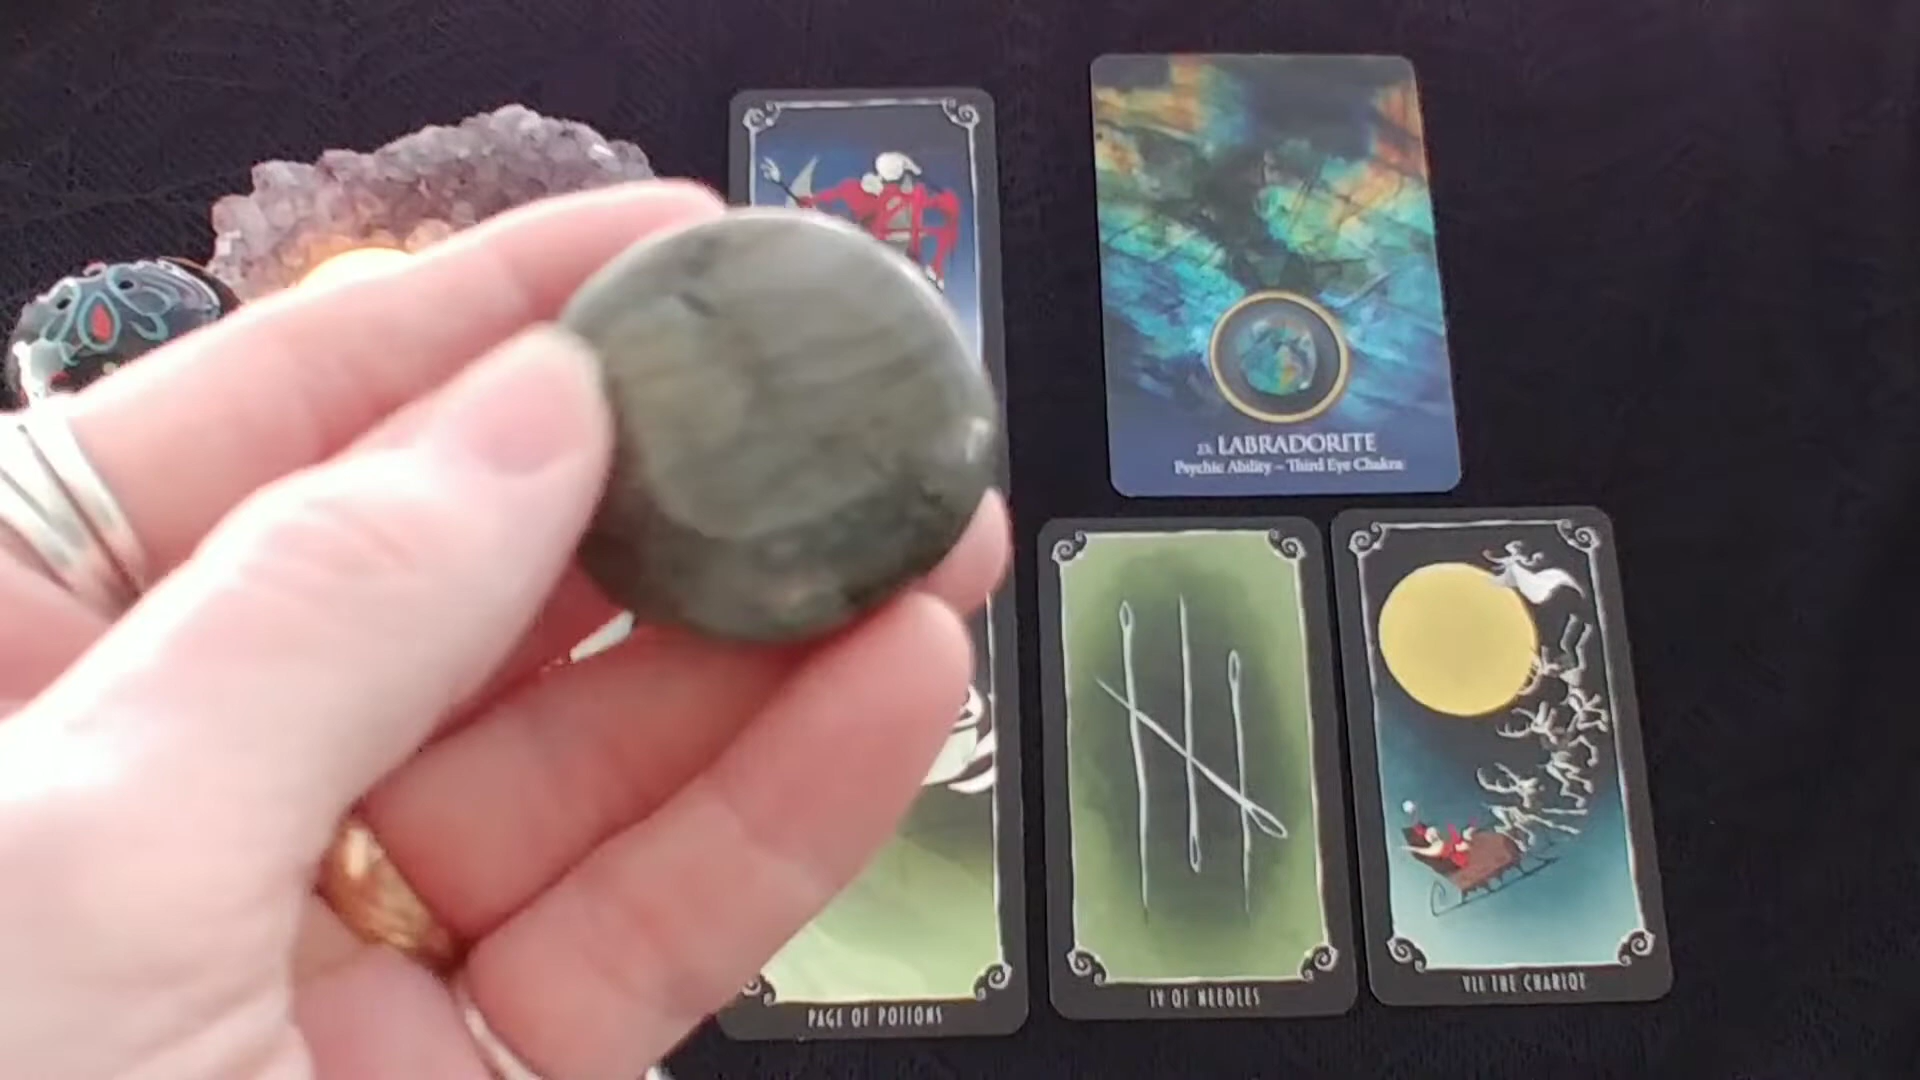 23. LABRADORITE
Psychic Ability – Third Eye Chakra
PAGE OF POTIONS
IV OF NEEDLES
VII THE CHARIOT